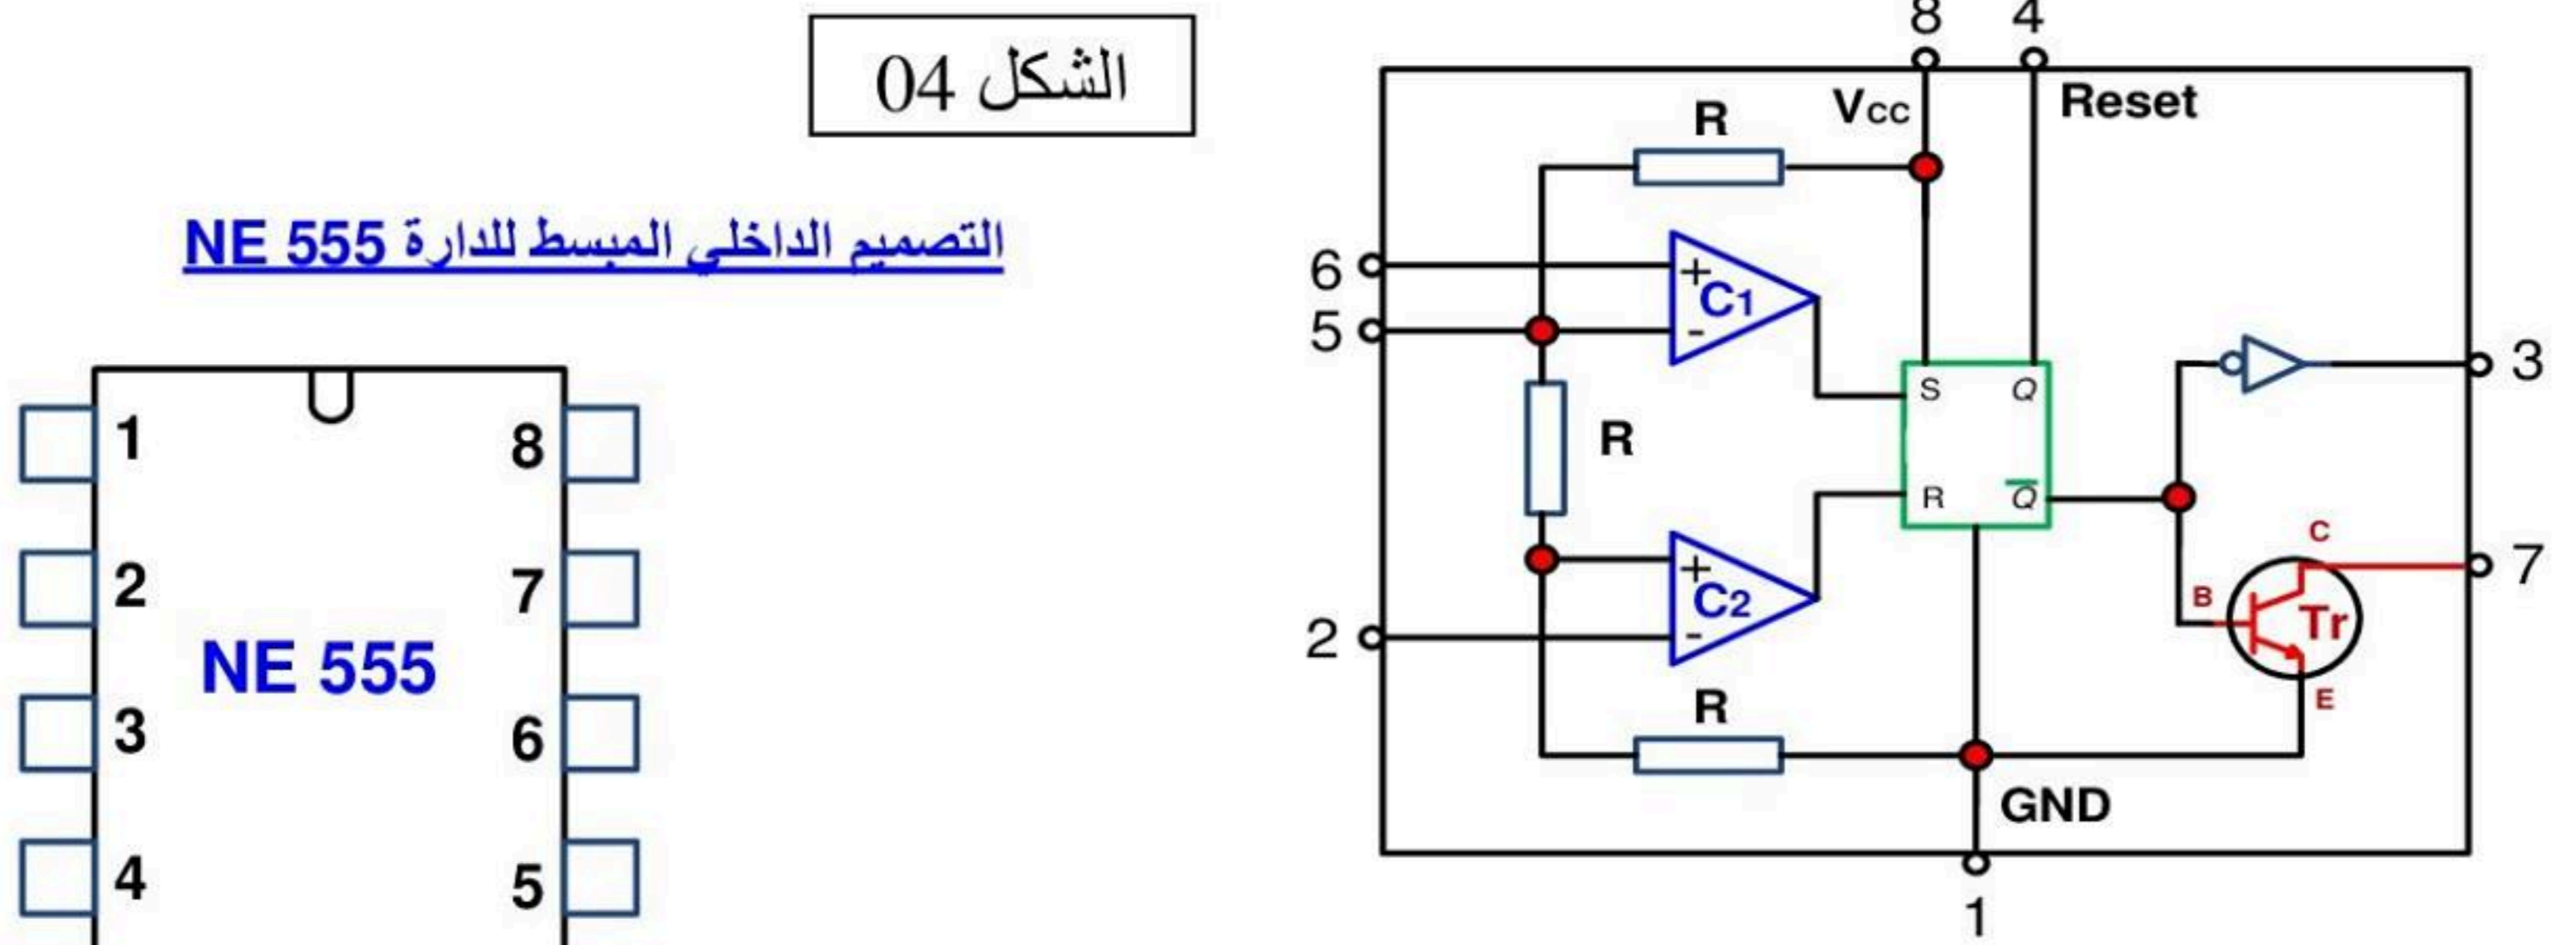 الشكل 04
التصميم الداخلي المبسط للدارة NE 555
1 8
2 7
NE 555
3 6
4 5
8 4
Vcc Reset
R
6 + C1
5 -
S Q
3
R
R Q̅
C
+ C2
B Tr 7
2 -
E
R
GND
1